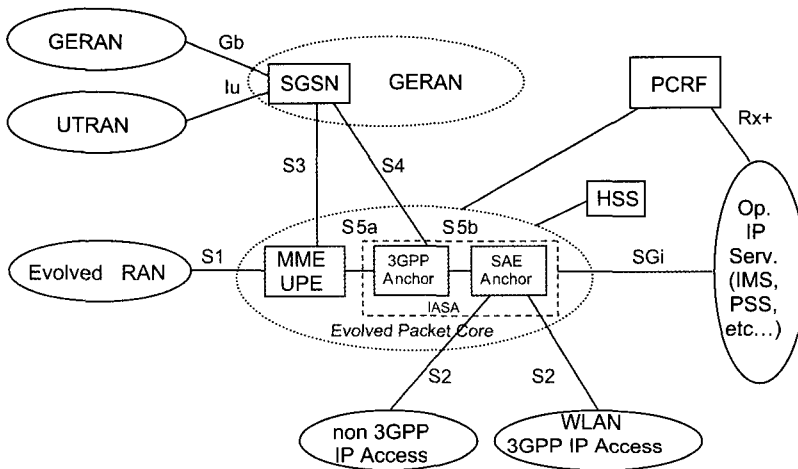 GERAN
Gb
SGSN
GERAN
PCRF
Iu
UTRAN
Rx+
S3
S4
HSS
Op.
IP
Serv.
(IMS,
PSS,
etc...)
S5a
S5b
S1
Evolved RAN
MME
UPE
3GPP
Anchor
SAE
Anchor
SGi
IASA
Evolved Packet Core
S2
S2
non 3GPP
IP Access
WLAN
3GPP IP Access